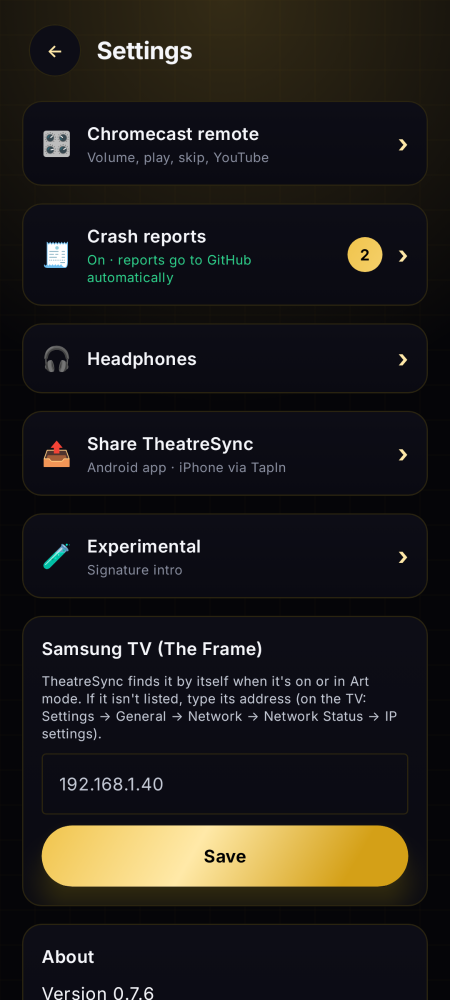 Settings
Chromecast remote
Volume, play, skip, YouTube
Crash reports
On · reports go to GitHub
automatically
2
Headphones
Share TheatreSync
Android app · iPhone via TapIn
Experimental
Signature intro
Samsung TV (The Frame)
TheatreSync finds it by itself when it's on or in Art
mode. If it isn't listed, type its address (on the TV:
Settings → General → Network → Network Status → IP
settings).
192.168.1.40
Save
About
Version 0.7.6